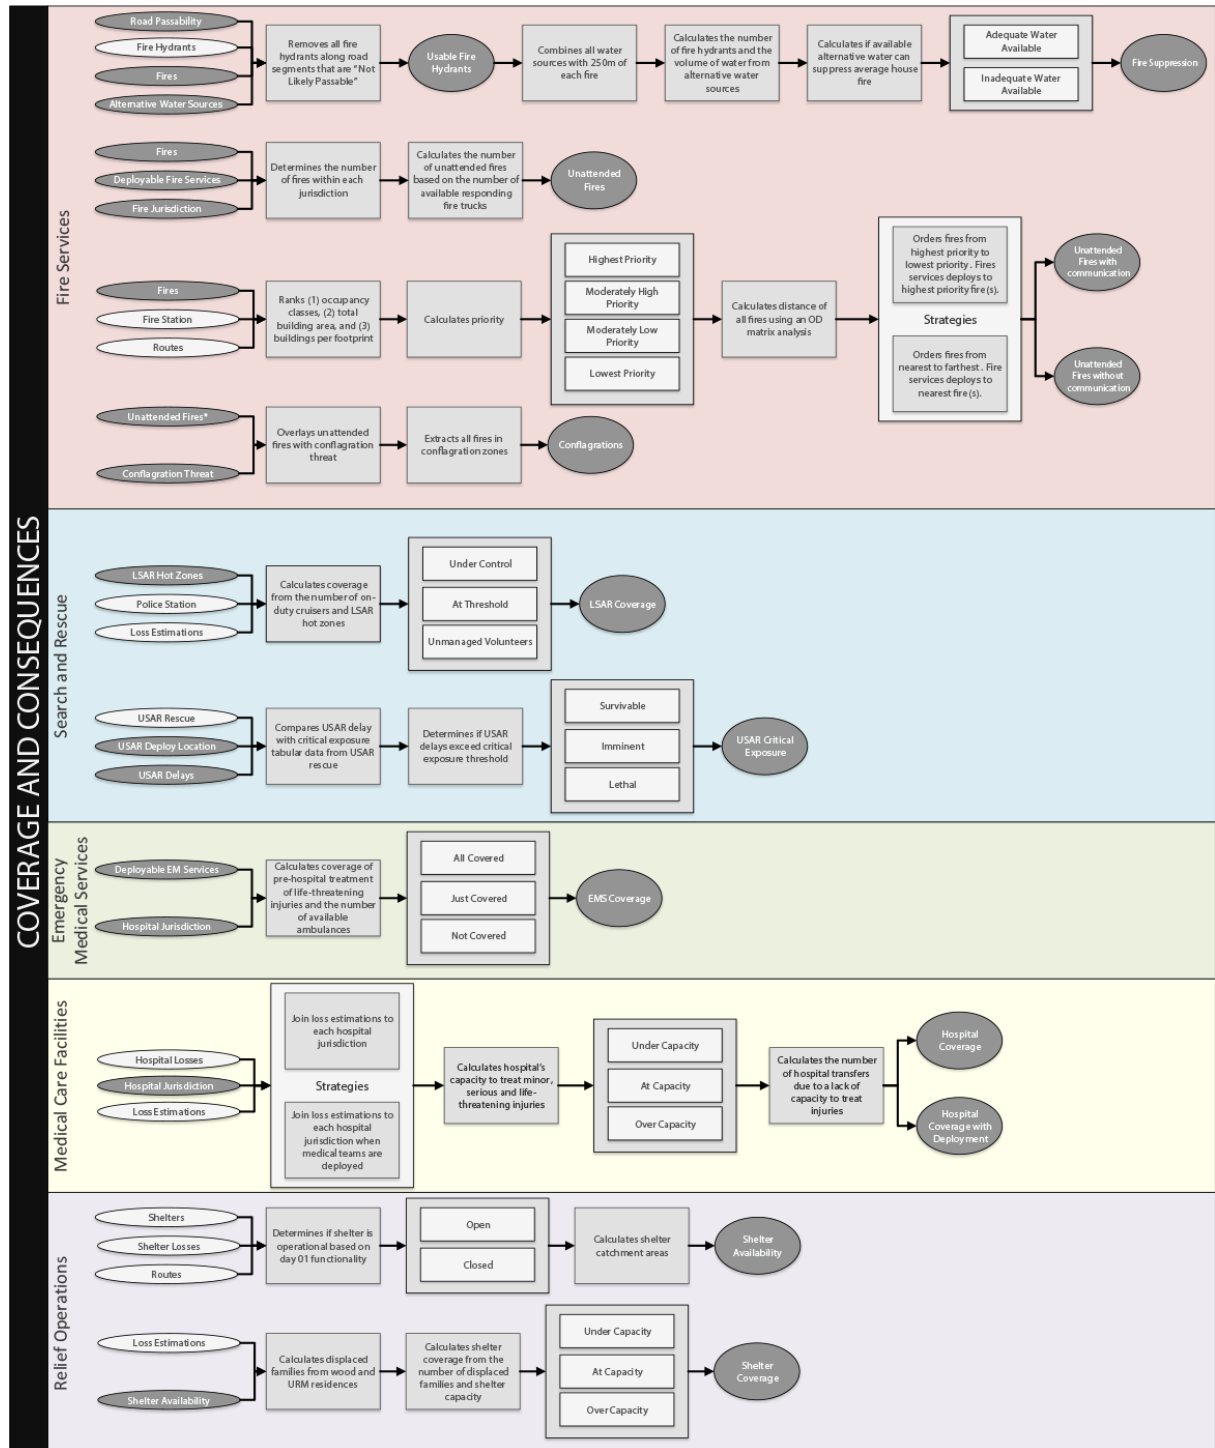 COVERAGE AND CONSEQUENCES
Fire Services
Road Passability
Fire Hydrants
Fires
Alternative Water Sources
Removes all fire
hydrants along road
segments that are "Not
Likely Passable"
Usable Fire
Hydrants
Combines all water
sources with 250m of
each fire
Calculates the number
of fire hydrants and the
volume of water from
alternative water
sources
Calculates if available
alternative water can
suppress average house
fire
Adequate Water
Available
Inadequate Water
Available
Fire Suppression
Fires
Deployable Fire Services
Fire Jurisdiction
Determines the number
of fires within each
jurisdiction
Calculates the number
of unattended fires
based on the number of
available responding
fire trucks
Unattended
Fires
Fires
Fire Station
Routes
Ranks (1) occupancy
classes, (2) total
building area, and (3)
buildings per footprint
Calculates priority
Highest Priority
Moderately High
Priority
Moderately Low
Priority
Lowest Priority
Calculates distance of
all fires using an OD
matrix analysis
Orders fires from
highest priority to
lowest priority . Fires
services deploys to
highest priority fire(s).
Strategies
Orders fires from
nearest to farthest . Fire
services deploys to
nearest fire(s).
Unattended
Fires with
communication
Unattended
Fires without
communication
Unattended Fires*
Conflagration Threat
Overlays unattended
fires with conflagration
threat
Extracts all fires in
conflagration zones
Conflagrations
Search and Rescue
LSAR Hot Zones
Police Station
Loss Estimations
Calculates coverage
from the number of on-
duty cruisers and LSAR
hot zones
Under Control
At Threshold
Unmanaged Volunteers
LSAR Coverage
USAR Rescue
USAR Deploy Location
USAR Delays
Compares USAR delay
with critical exposure
tabular data from USAR
rescue
Determines if USAR
delays exceed critical
exposure threshold
Survivable
Imminent
Lethal
USAR Critical
Exposure
Emergency
Medical Services
Deployable EM Services
Hospital Jurisdiction
Calculates coverage of
pre-hospital treatment
of life-threatening
injuries and the number
of available
ambulances
All Covered
Just Covered
Not Covered
EMS Coverage
Medical Care Facilities
Hospital Losses
Hospital Jurisdiction
Loss Estimations
Join loss estimations to
each hospital
jurisdiction
Strategies
Join loss estimations to
each hospital
jurisdiction when
medical teams are
deployed
Calculates hospital's
capacity to treat minor,
serious and life-
threatening injuries
Under Capacity
At Capacity
Over Capacity
Calculates the number
of hospital transfers
due to a lack of
capacity to treat
injuries
Hospital
Coverage
Hospital
Coverage with
Deployment
Relief Operations
Shelters
Shelter Losses
Routes
Determines if shelter is
operational based on
day 01 functionality
Open
Closed
Calculates shelter
catchment areas
Shelter
Availability
Loss Estimations
Shelter Availability
Calculates displaced
families from wood and
URM residences
Calculates shelter
coverage from the
number of displaced
families and shelter
capacity
Under Capacity
At Capacity
Over Capacity
Shelter
Coverage